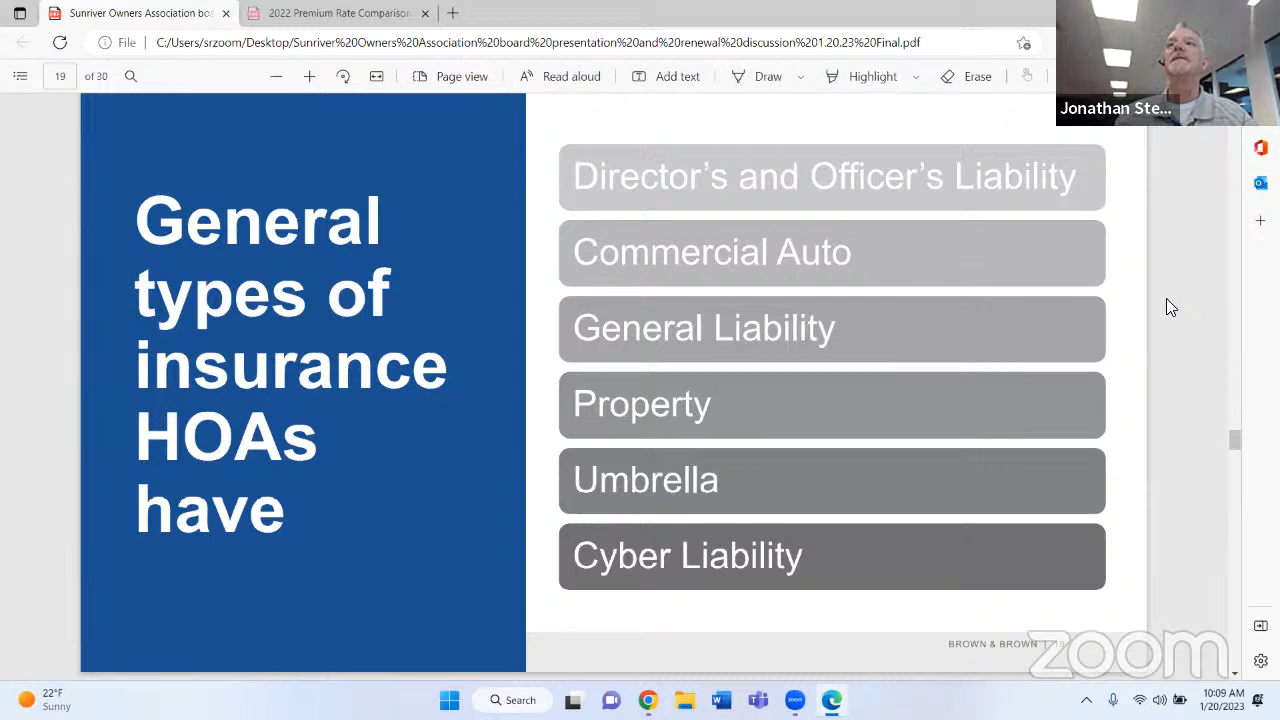 Sunriver Owners Association boa
2022 Premium Rate Comparison
File
C:/Users/srzoom/Desktop/Sunriver%20Owners%20Association%20board%20presentation%20and%20renewal%20discussion%201.20.23%20Final.pdf
19 of 30
Page view
Read aloud
Add text
Draw
Highlight
Erase
Jonathan Ste...
General
types of
insurance
HOAs
have
Director's and Officer's Liability
Commercial Auto
General Liability
Property
Umbrella
Cyber Liability
BROWN & BROWN | 19
zoom
22°F
Sunny
Search
10:09 AM
1/20/2023